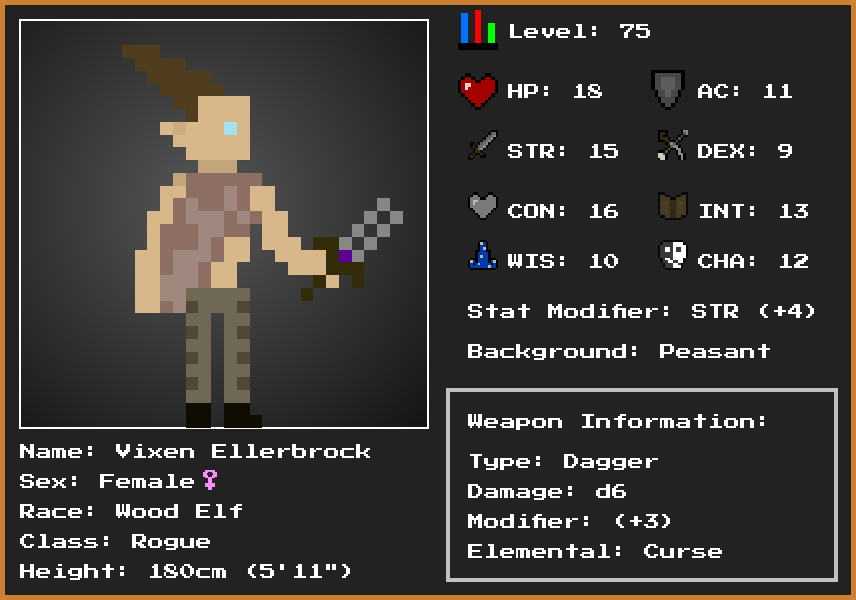 Level: 75
HP: 18 AC: 11
STR: 15 DEX: 9
CON: 16 INT: 13
WIS: 10 CHA: 12
Stat Modifier: STR (+4)
Background: Peasant
Weapon Information:
Type: Dagger
Damage: d6
Modifier: (+3)
Elemental: Curse
Name: Vixen Ellerbrock
Sex: Female♀
Race: Wood Elf
Class: Rogue
Height: 180cm (5'11")